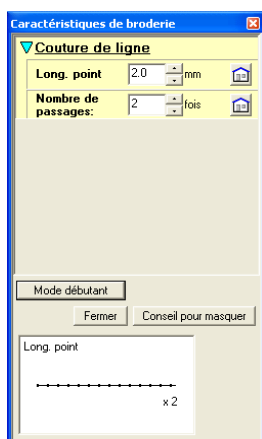 Caractéristiques de broderie
Couture de ligne
Long. point 2.0 mm
Nombre de passages: 2 fois
Mode débutant
Fermer Conseil pour masquer
Long. point
x 2